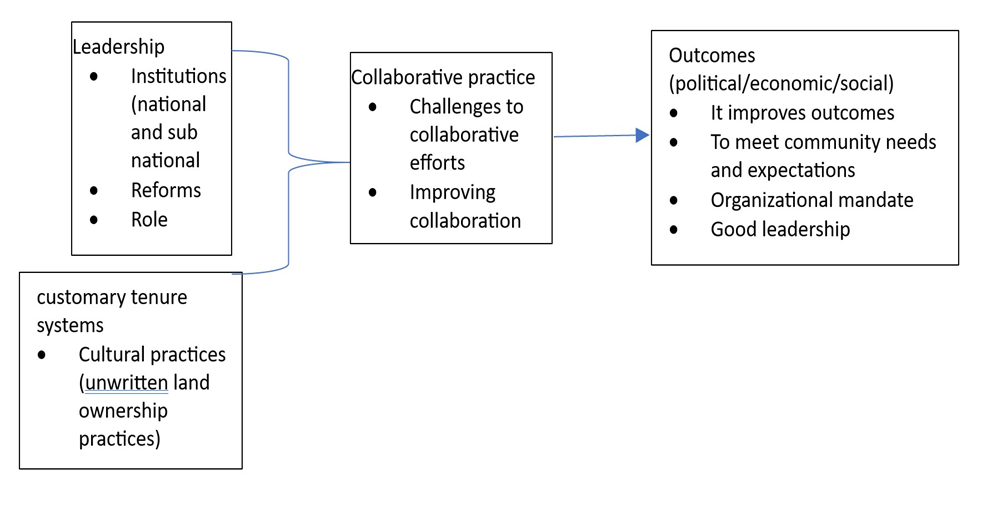 Leadership
• Institutions
(national
and sub
national
• Reforms
• Role
customary tenure
systems
• Cultural practices
(unwritten land
ownership
practices)
Collaborative practice
• Challenges to
collaborative
efforts
• Improving
collaboration
Outcomes
(political/economic/social)
• It improves outcomes
• To meet community needs
and expectations
• Organizational mandate
• Good leadership